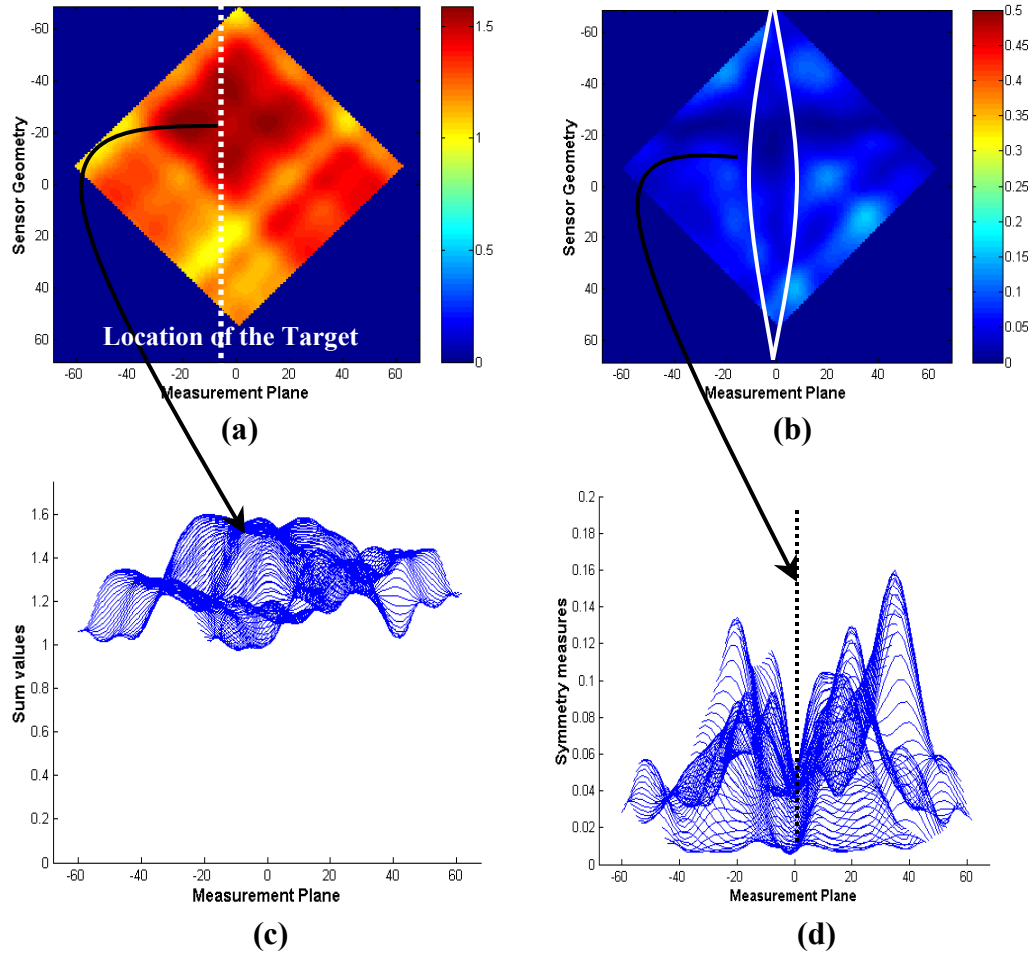 -60
-40
-20
0
20
40
60
Sensor Geometry
Location of the Target
-60 -40 -20 0 20 40 60
Measurement Plane
1.5
1
0.5
0
(a)
-60
-40
-20
0
20
40
60
Sensor Geometry
-60 -40 -20 0 20 40 60
Measurement Plane
0.5
0.45
0.4
0.35
0.3
0.25
0.2
0.15
0.1
0.05
0
(b)
1.6
1.4
1.2
1
0.8
0.6
0.4
0.2
0
Sum values
-60 -40 -20 0 20 40 60
Measurement Plane
(c)
0.2
0.18
0.16
0.14
0.12
0.1
0.08
0.06
0.04
0.02
0
Symmetry measures
-60 -40 -20 0 20 40 60
Measurement Plane
(d)